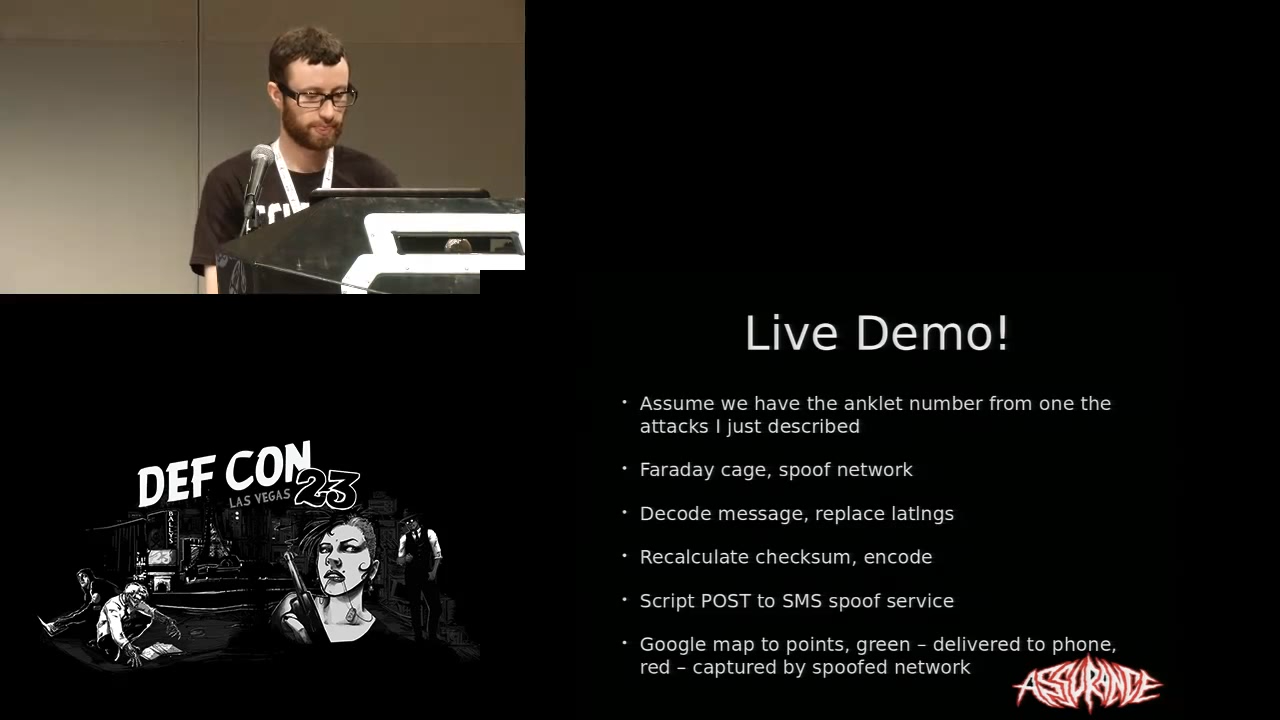 Live Demo!
• Assume we have the anklet number from one the
attacks I just described
• Faraday cage, spoof network
• Decode message, replace latlngs
• Recalculate checksum, encode
• Script POST to SMS spoof service
• Google map to points, green – delivered to phone,
red – captured by spoofed network
ASSURANCE
DEF CON
LAS VEGAS 23
BALLYS